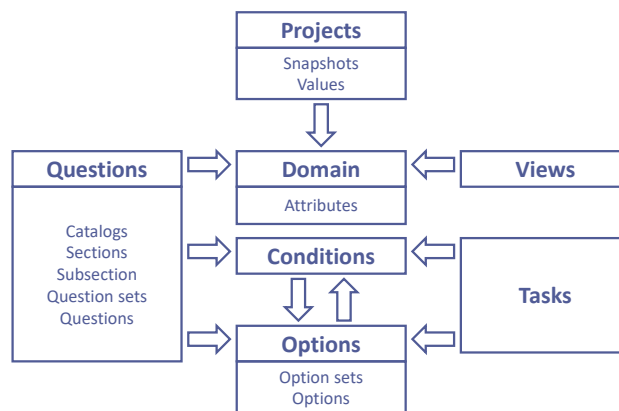 Projects
Snapshots
Values
Questions
Catalogs
Sections
Subsection
Question sets
Questions
Domain
Attributes
Views
Conditions
Tasks
Options
Option sets
Options